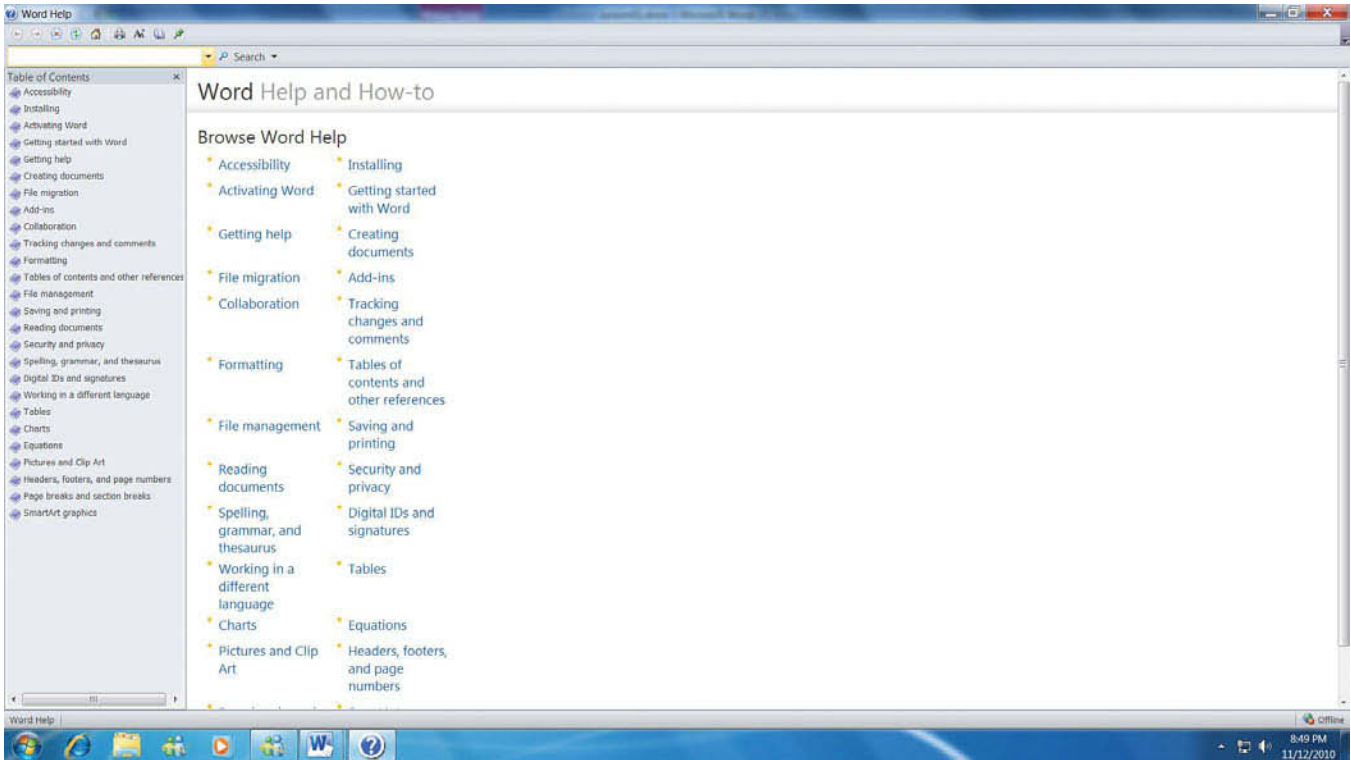 Word Help
Search
Table of Contents
Accessibility
Installing
Activating Word
Getting started with Word
Getting help
Creating documents
File migration
Add-ins
Collaboration
Tracking changes and comments
Formatting
Tables of contents and other references
File management
Saving and printing
Reading documents
Security and privacy
Spelling, grammar, and thesaurus
Digital IDs and signatures
Working in a different language
Tables
Charts
Equations
Pictures and Clip Art
Headers, footers, and page numbers
Page breaks and section breaks
SmartArt graphics
Word Help and How-to
Browse Word Help
Accessibility
Installing
Activating Word
Getting started
with Word
Getting help
Creating
documents
File migration
Add-ins
Collaboration
Tracking
changes and
comments
Formatting
Tables of
contents and
other references
File management
Saving and
printing
Reading
documents
Security and
privacy
Spelling,
grammar, and
thesaurus
Digital IDs and
signatures
Working in a
different
language
Tables
Charts
Equations
Pictures and Clip
Art
Headers, footers,
and page
numbers
Word Help
Offline
8:49 PM
11/12/2010